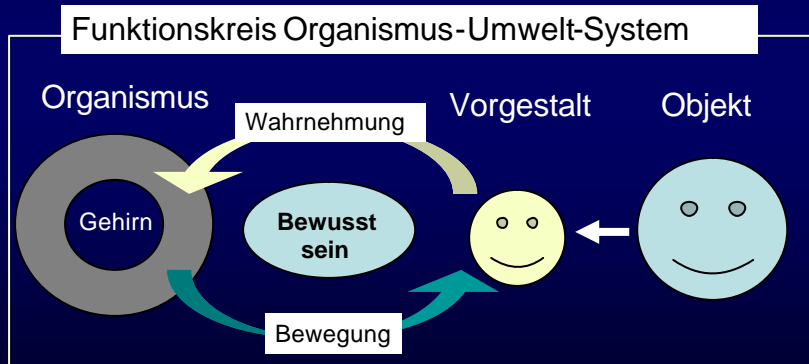 Funktionskreis Organismus-Umwelt-System
Organismus
Vorgestalt
Objekt
Wahrnehmung
Gehirn
Bewusst
sein
Bewegung